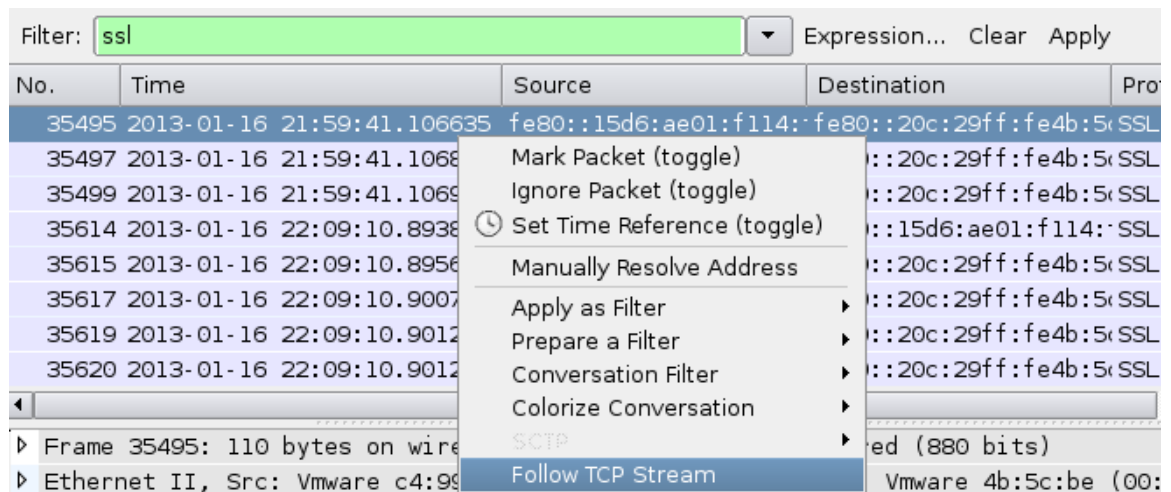 Filter: ssl Expression... Clear Apply
No. Time Source Destination Pro
35495 2013-01-16 21:59:41.106635 fe80::15d6:ae01:f114: fe80::20c:29ff:fe4b:5 SSL
35497 2013-01-16 21:59:41.1068 Mark Packet (toggle) ::20c:29ff:fe4b:5 SSL
35499 2013-01-16 21:59:41.1069 Ignore Packet (toggle) ::20c:29ff:fe4b:5 SSL
35614 2013-01-16 22:09:10.8938 Set Time Reference (toggle) ::15d6:ae01:f114: SSL
35615 2013-01-16 22:09:10.8956 Manually Resolve Address ::20c:29ff:fe4b:5 SSL
35617 2013-01-16 22:09:10.9007 Apply as Filter ::20c:29ff:fe4b:5 SSL
35619 2013-01-16 22:09:10.9012 Prepare a Filter ::20c:29ff:fe4b:5 SSL
35620 2013-01-16 22:09:10.9012 Conversation Filter ::20c:29ff:fe4b:5 SSL
Colorize Conversation
SCTP
Frame 35495: 110 bytes on wire red (880 bits)
Follow TCP Stream
Ethernet II, Src: Vmware c4:99 Vmware 4b:5c:be (00: